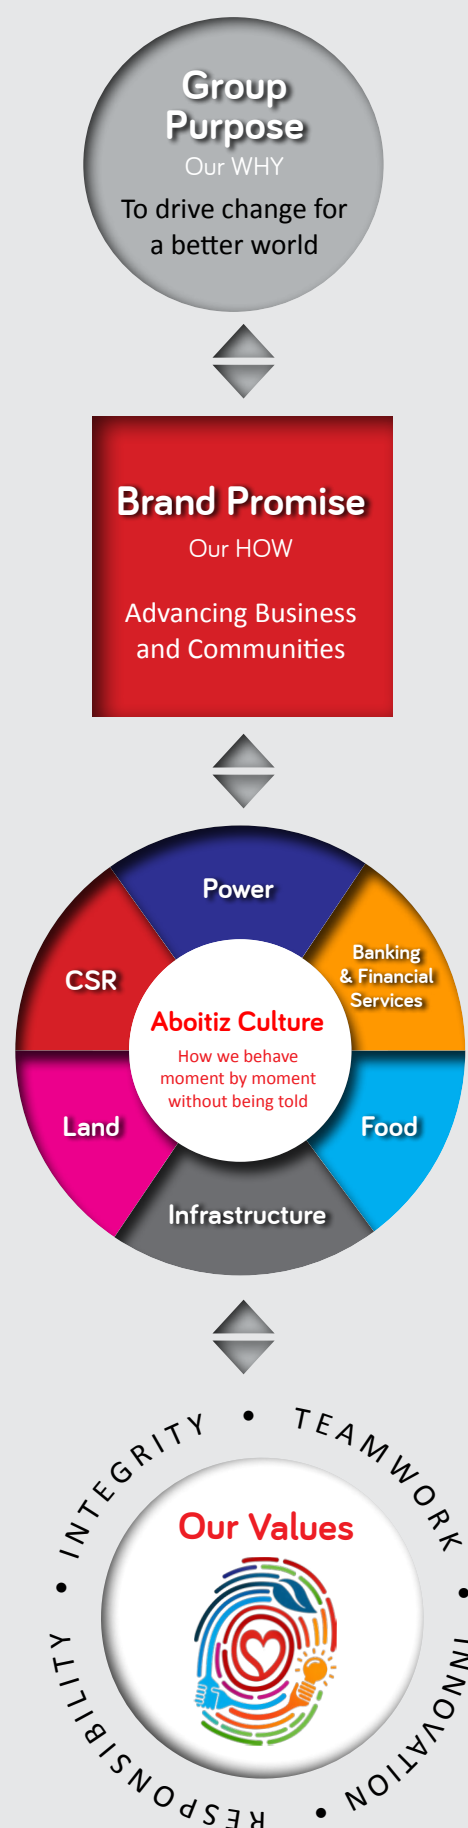 Group
Purpose
Our WHY
To drive change for
a better world
Brand Promise
Our HOW
Advancing Business
and Communities
Power
Banking
& Financial
Services
CSR
Aboitiz Culture
How we behave
moment by moment
without being told
Land
Food
Infrastructure
INTEGRITY • TEAMWORK • INNOVATION • RESPONSIBILITY •
Our Values